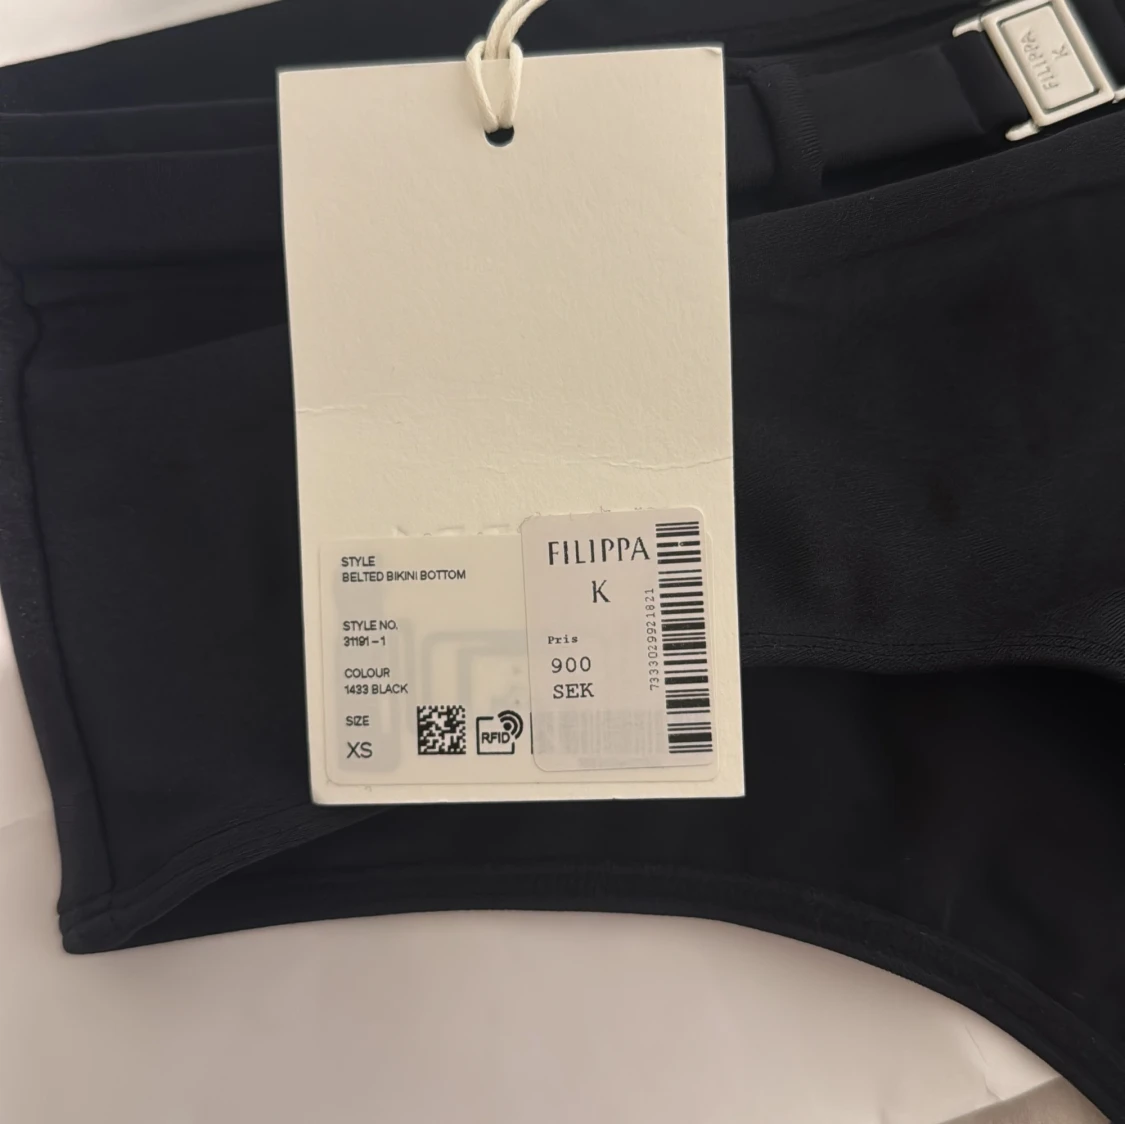 FILIPPA
K
STYLE
BELTED BIKINI BOTTOM
STYLE NO.
31191-1
COLOUR
1433 BLACK
SIZE
XS
RFID
FILIPPA
K
Pris
900
SEK
7333029921821